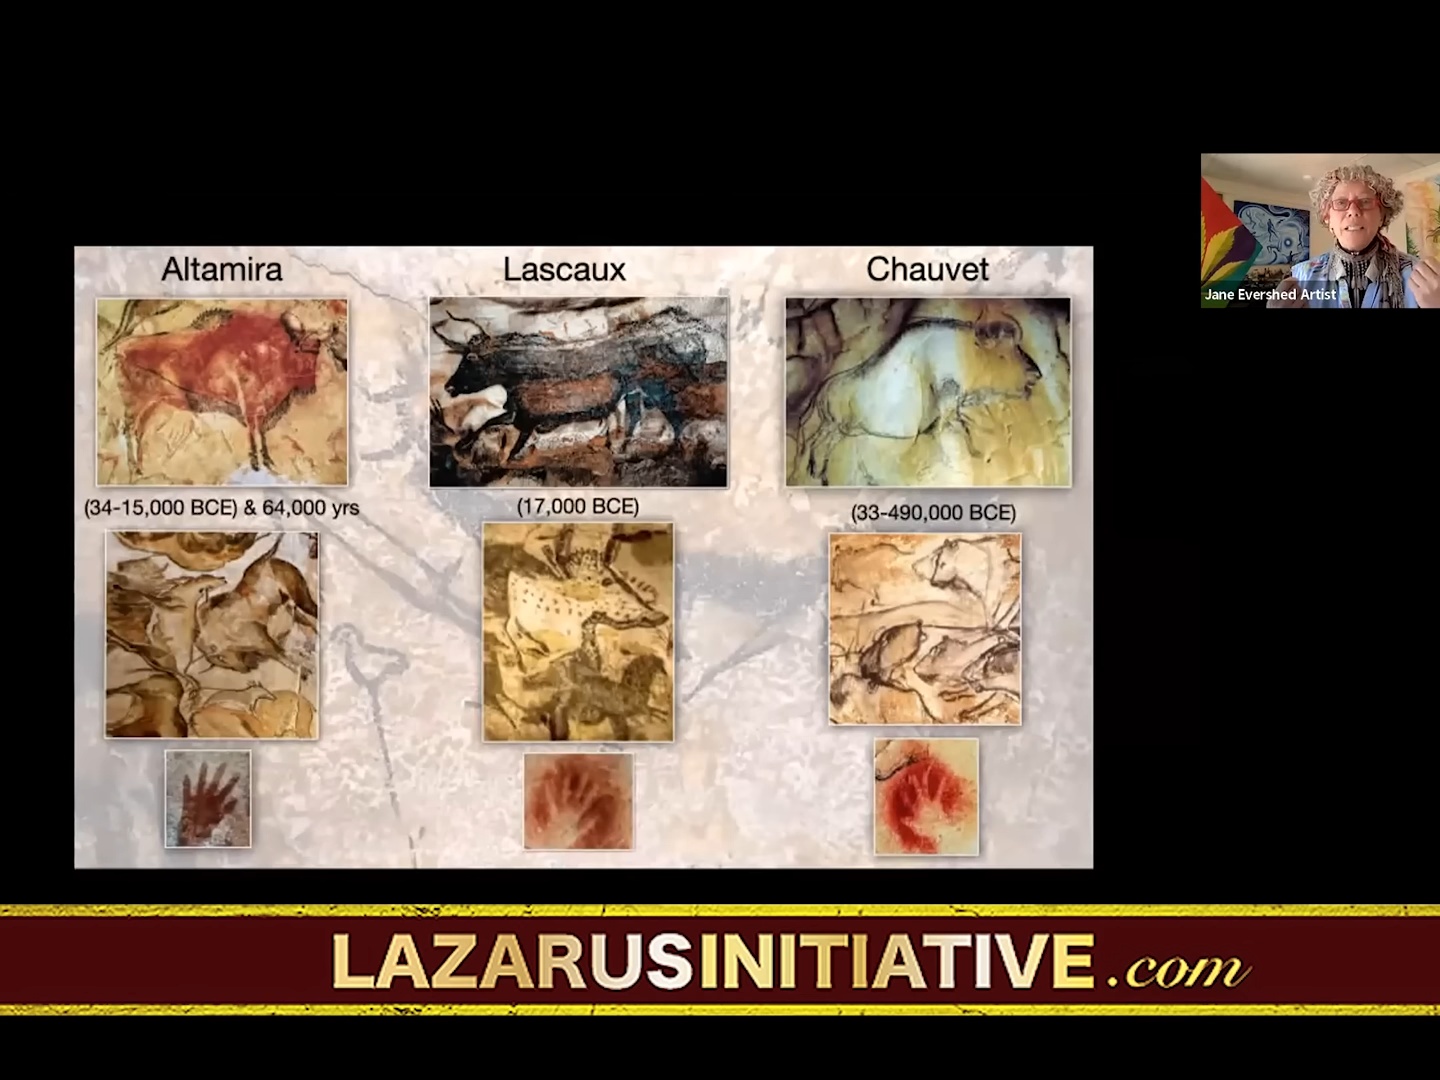 Altamira
Lascaux
Chauvet
Jane Evershed Artist
(34-15,000 BCE) & 64,000 yrs
(17,000 BCE)
(33-490,000 BCE)
LAZARUSINITIATIVE.com